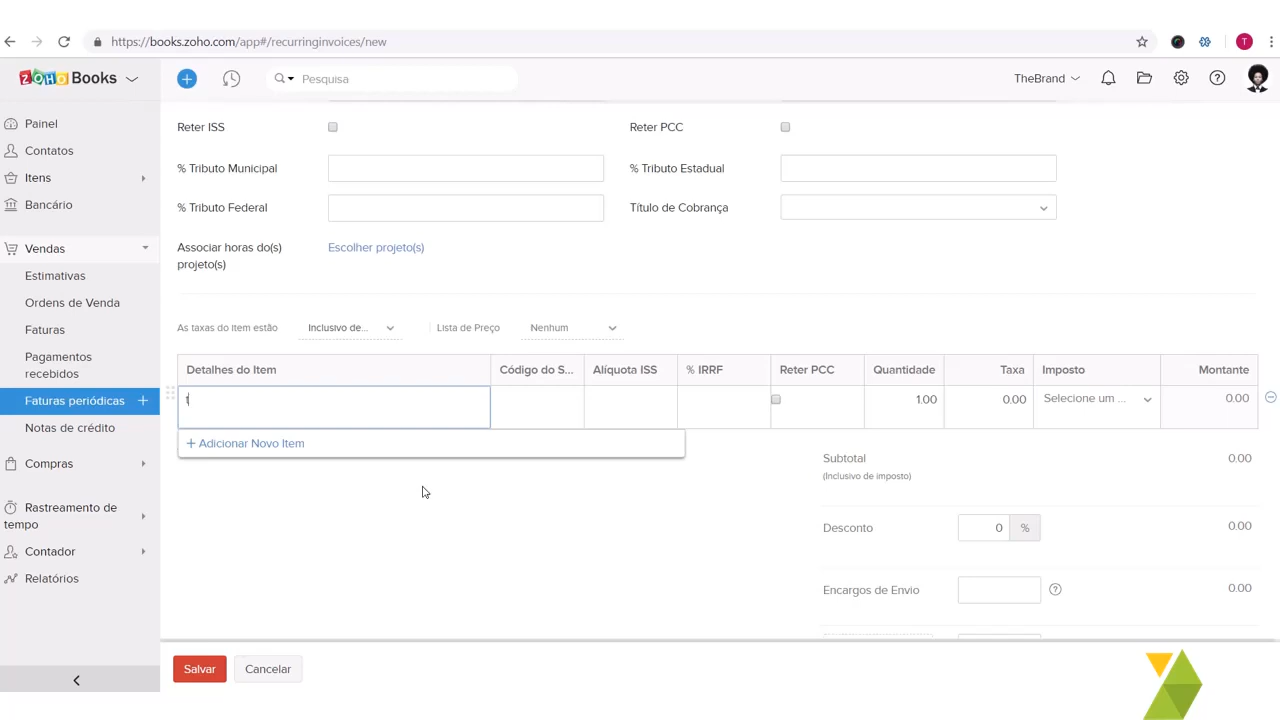 https://books.zoho.com/app#/recurringinvoices/new
T
ZOHO Books
Pesquisa
TheBrand
Painel
Contatos
Itens
Bancário
Vendas
Estimativas
Ordens de Venda
Faturas
Pagamentos
recebidos
Faturas periódicas
Notas de crédito
Compras
Rastreamento de
tempo
Contador
Relatórios
Reter ISS
Reter PCC
% Tributo Municipal
% Tributo Estadual
% Tributo Federal
Título de Cobrança
Associar horas do(s)
projeto(s)
Escolher projeto(s)
As taxas do item estão
Inclusivo de...
Lista de Preço
Nenhum
Detalhes do Item
Código do S...
Alíquota ISS
% IRRF
Reter PCC
Quantidade
Taxa
Imposto
Montante
t
1.00
0.00
Selecione um ...
0.00
+ Adicionar Novo Item
Subtotal
0.00
(Inclusivo de imposto)
Desconto
0
%
0.00
Encargos de Envio
0.00
Salvar
Cancelar